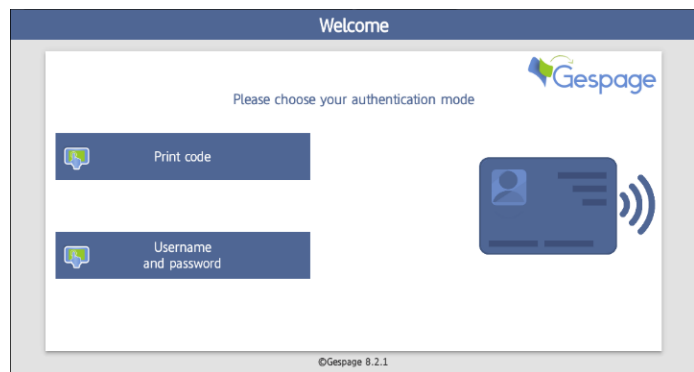 Welcome
Gespage
Please choose your authentication mode
Print code
Username
and password
©Gespage 8.2.1